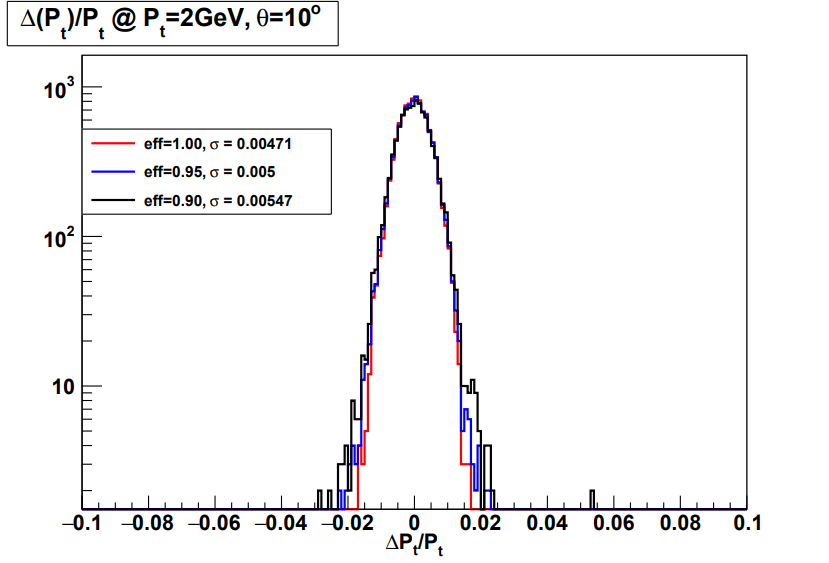 Δ(Pt)/Pt @ Pt=2GeV, θ=10°
10³
eff=1.00, σ = 0.00471
eff=0.95, σ = 0.005
eff=0.90, σ = 0.00547
10²
10
−0.1 −0.08 −0.06 −0.04 −0.02 0 0.02 0.04 0.06 0.08 0.1
ΔPt/Pt